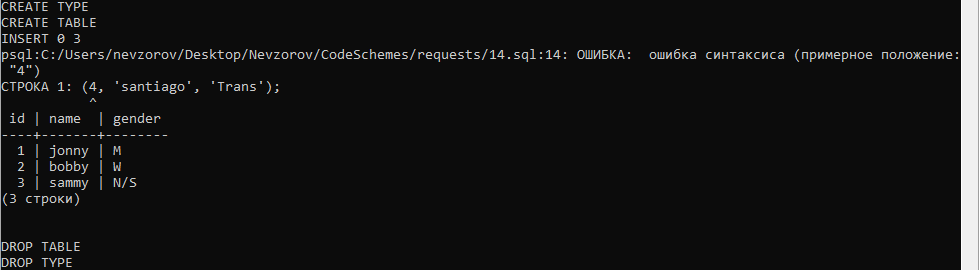 CREATE TYPE
CREATE TABLE
INSERT 0 3
psql:C:/Users/nevzorov/Desktop/Nevzorov/CodeSchemes/requests/14.sql:14: ОШИБКА:  ошибка синтаксиса (примерное положение:
 "4")
СТРОКА 1: (4, 'santiago', 'Trans');
           ^
 id | name  | gender
----+-------+--------
  1 | jonny | M
  2 | bobby | W
  3 | sammy | N/S
(3 строки)
DROP TABLE
DROP TYPE